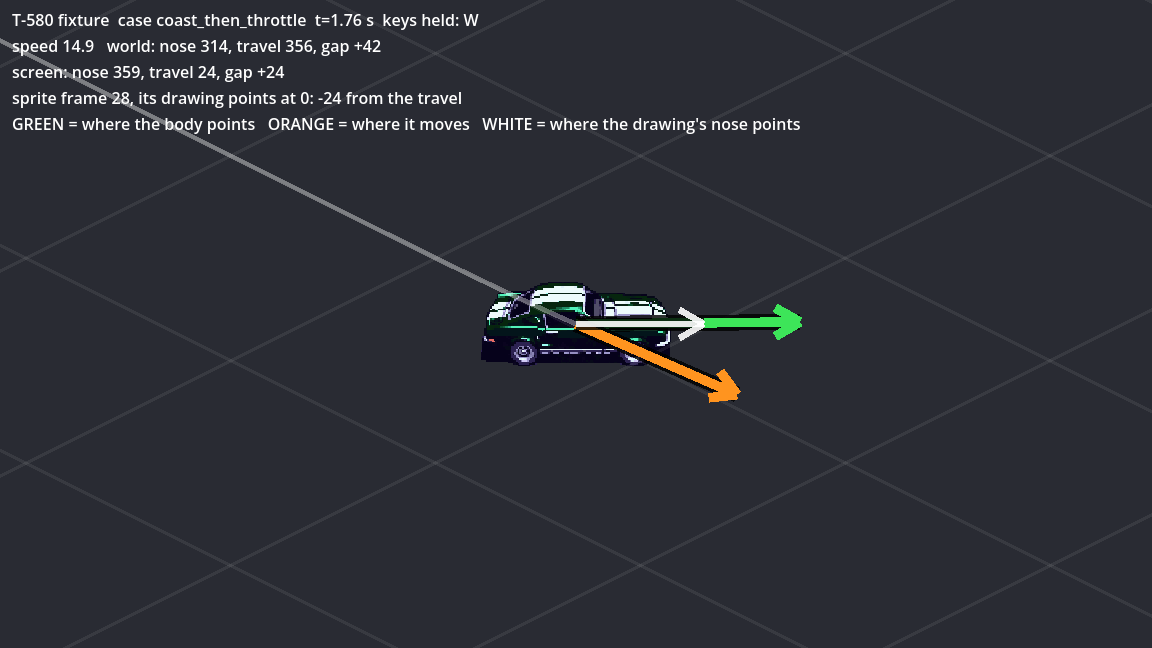 T-580 fixture  case coast_then_throttle  t=1.76 s  keys held: W
speed 14.9   world: nose 314, travel 356, gap +42
screen: nose 359, travel 24, gap +24
sprite frame 28, its drawing points at 0: -24 from the travel
GREEN = where the body points   ORANGE = where it moves   WHITE = where the drawing's nose points